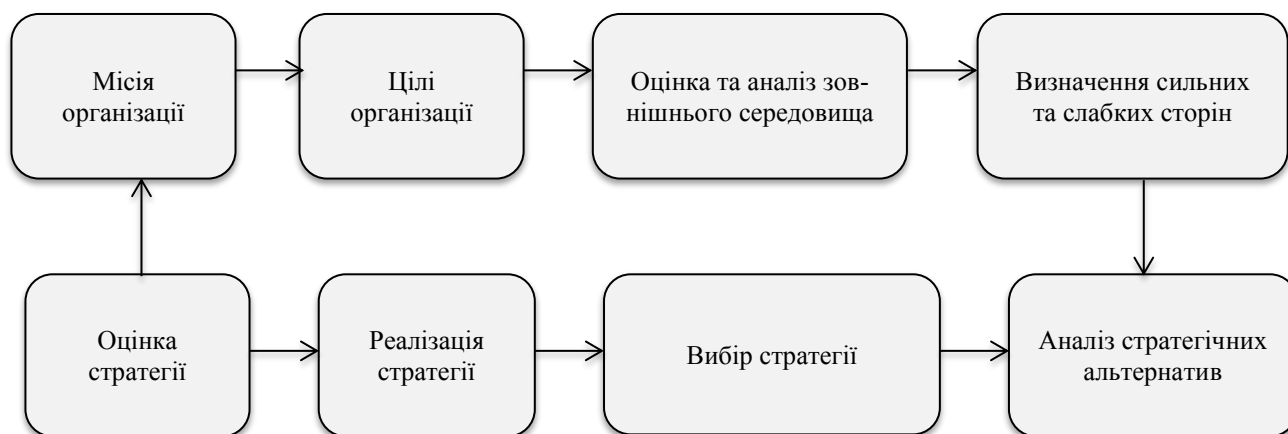 Місія
організації
Цілі
організації
Оцінка та аналіз зов-
нішнього середовища
Визначення сильних
та слабких сторін
Оцінка
стратегії
Реалізація
стратегії
Вибір стратегії
Аналіз стратегічних
альтернатив